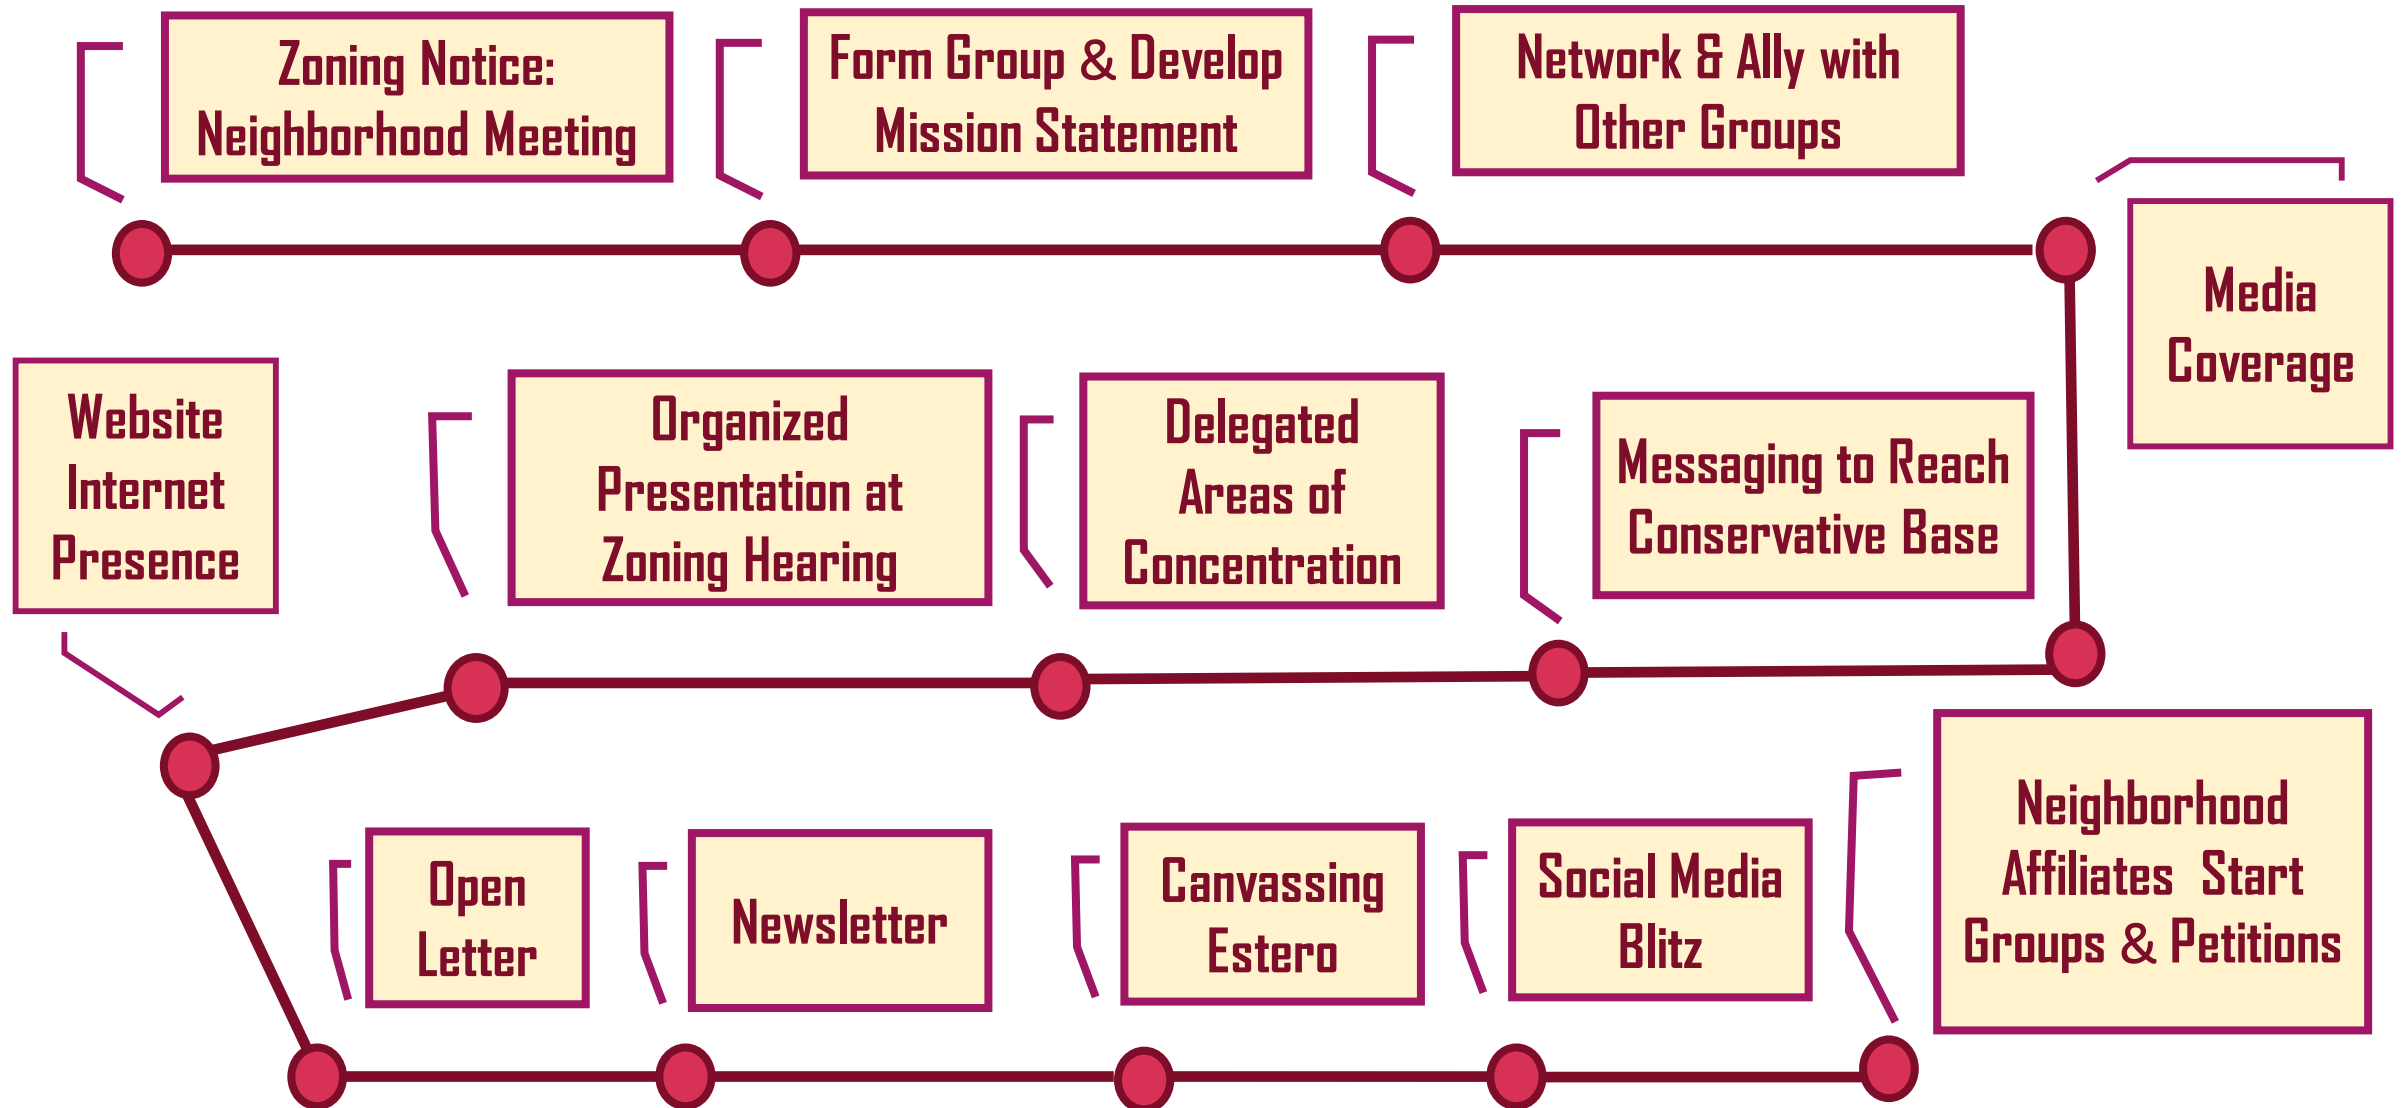 Zoning Notice:
Neighborhood Meeting
Form Group & Develop
Mission Statement
Network & Ally with
Other Groups
Media
Coverage
Messaging to Reach
Conservative Base
Delegated
Areas of
Concentration
Organized
Presentation at
Zoning Hearing
Website
Internet
Presence
Open
Letter
Newsletter
Canvassing
Estero
Social Media
Blitz
Neighborhood
Affiliates Start
Groups & Petitions